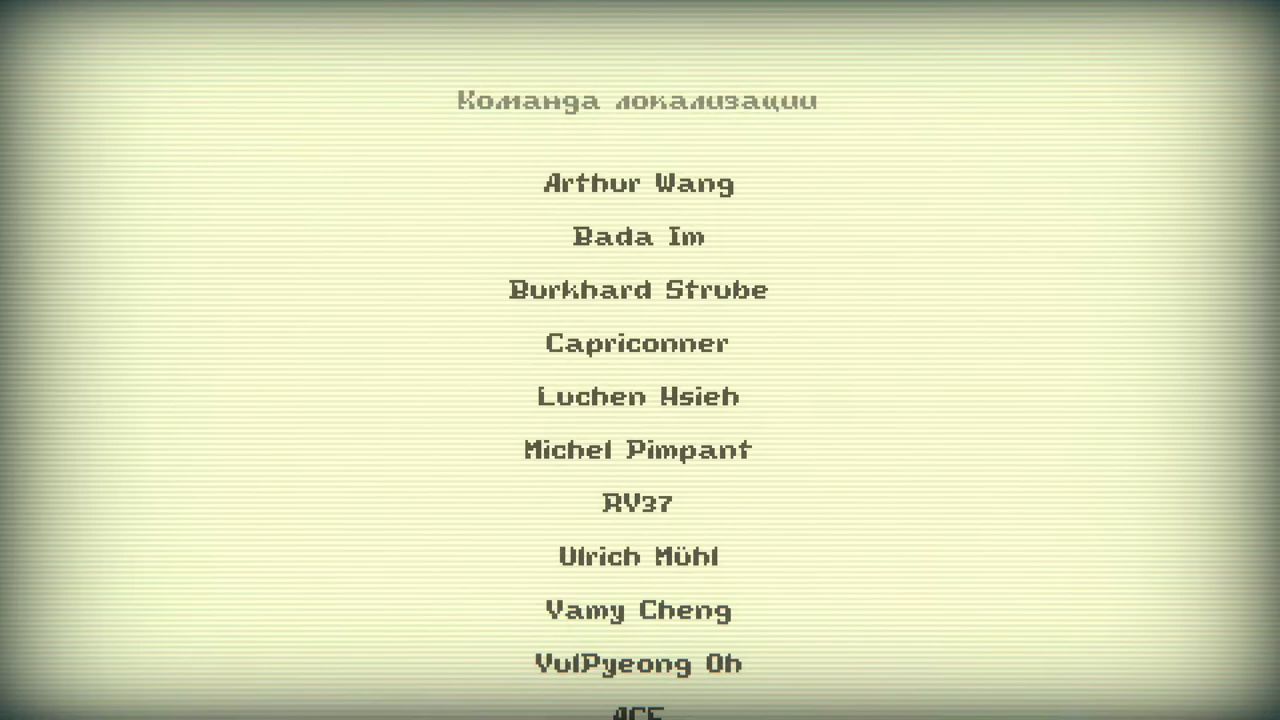 Команда локализации
Arthur Wang
Bada Im
Burkhard Strube
Capriconner
Luchen Hsieh
Michel Pimpant
RV37
Ulrich Mühl
Vamy Cheng
VulPyeong Oh